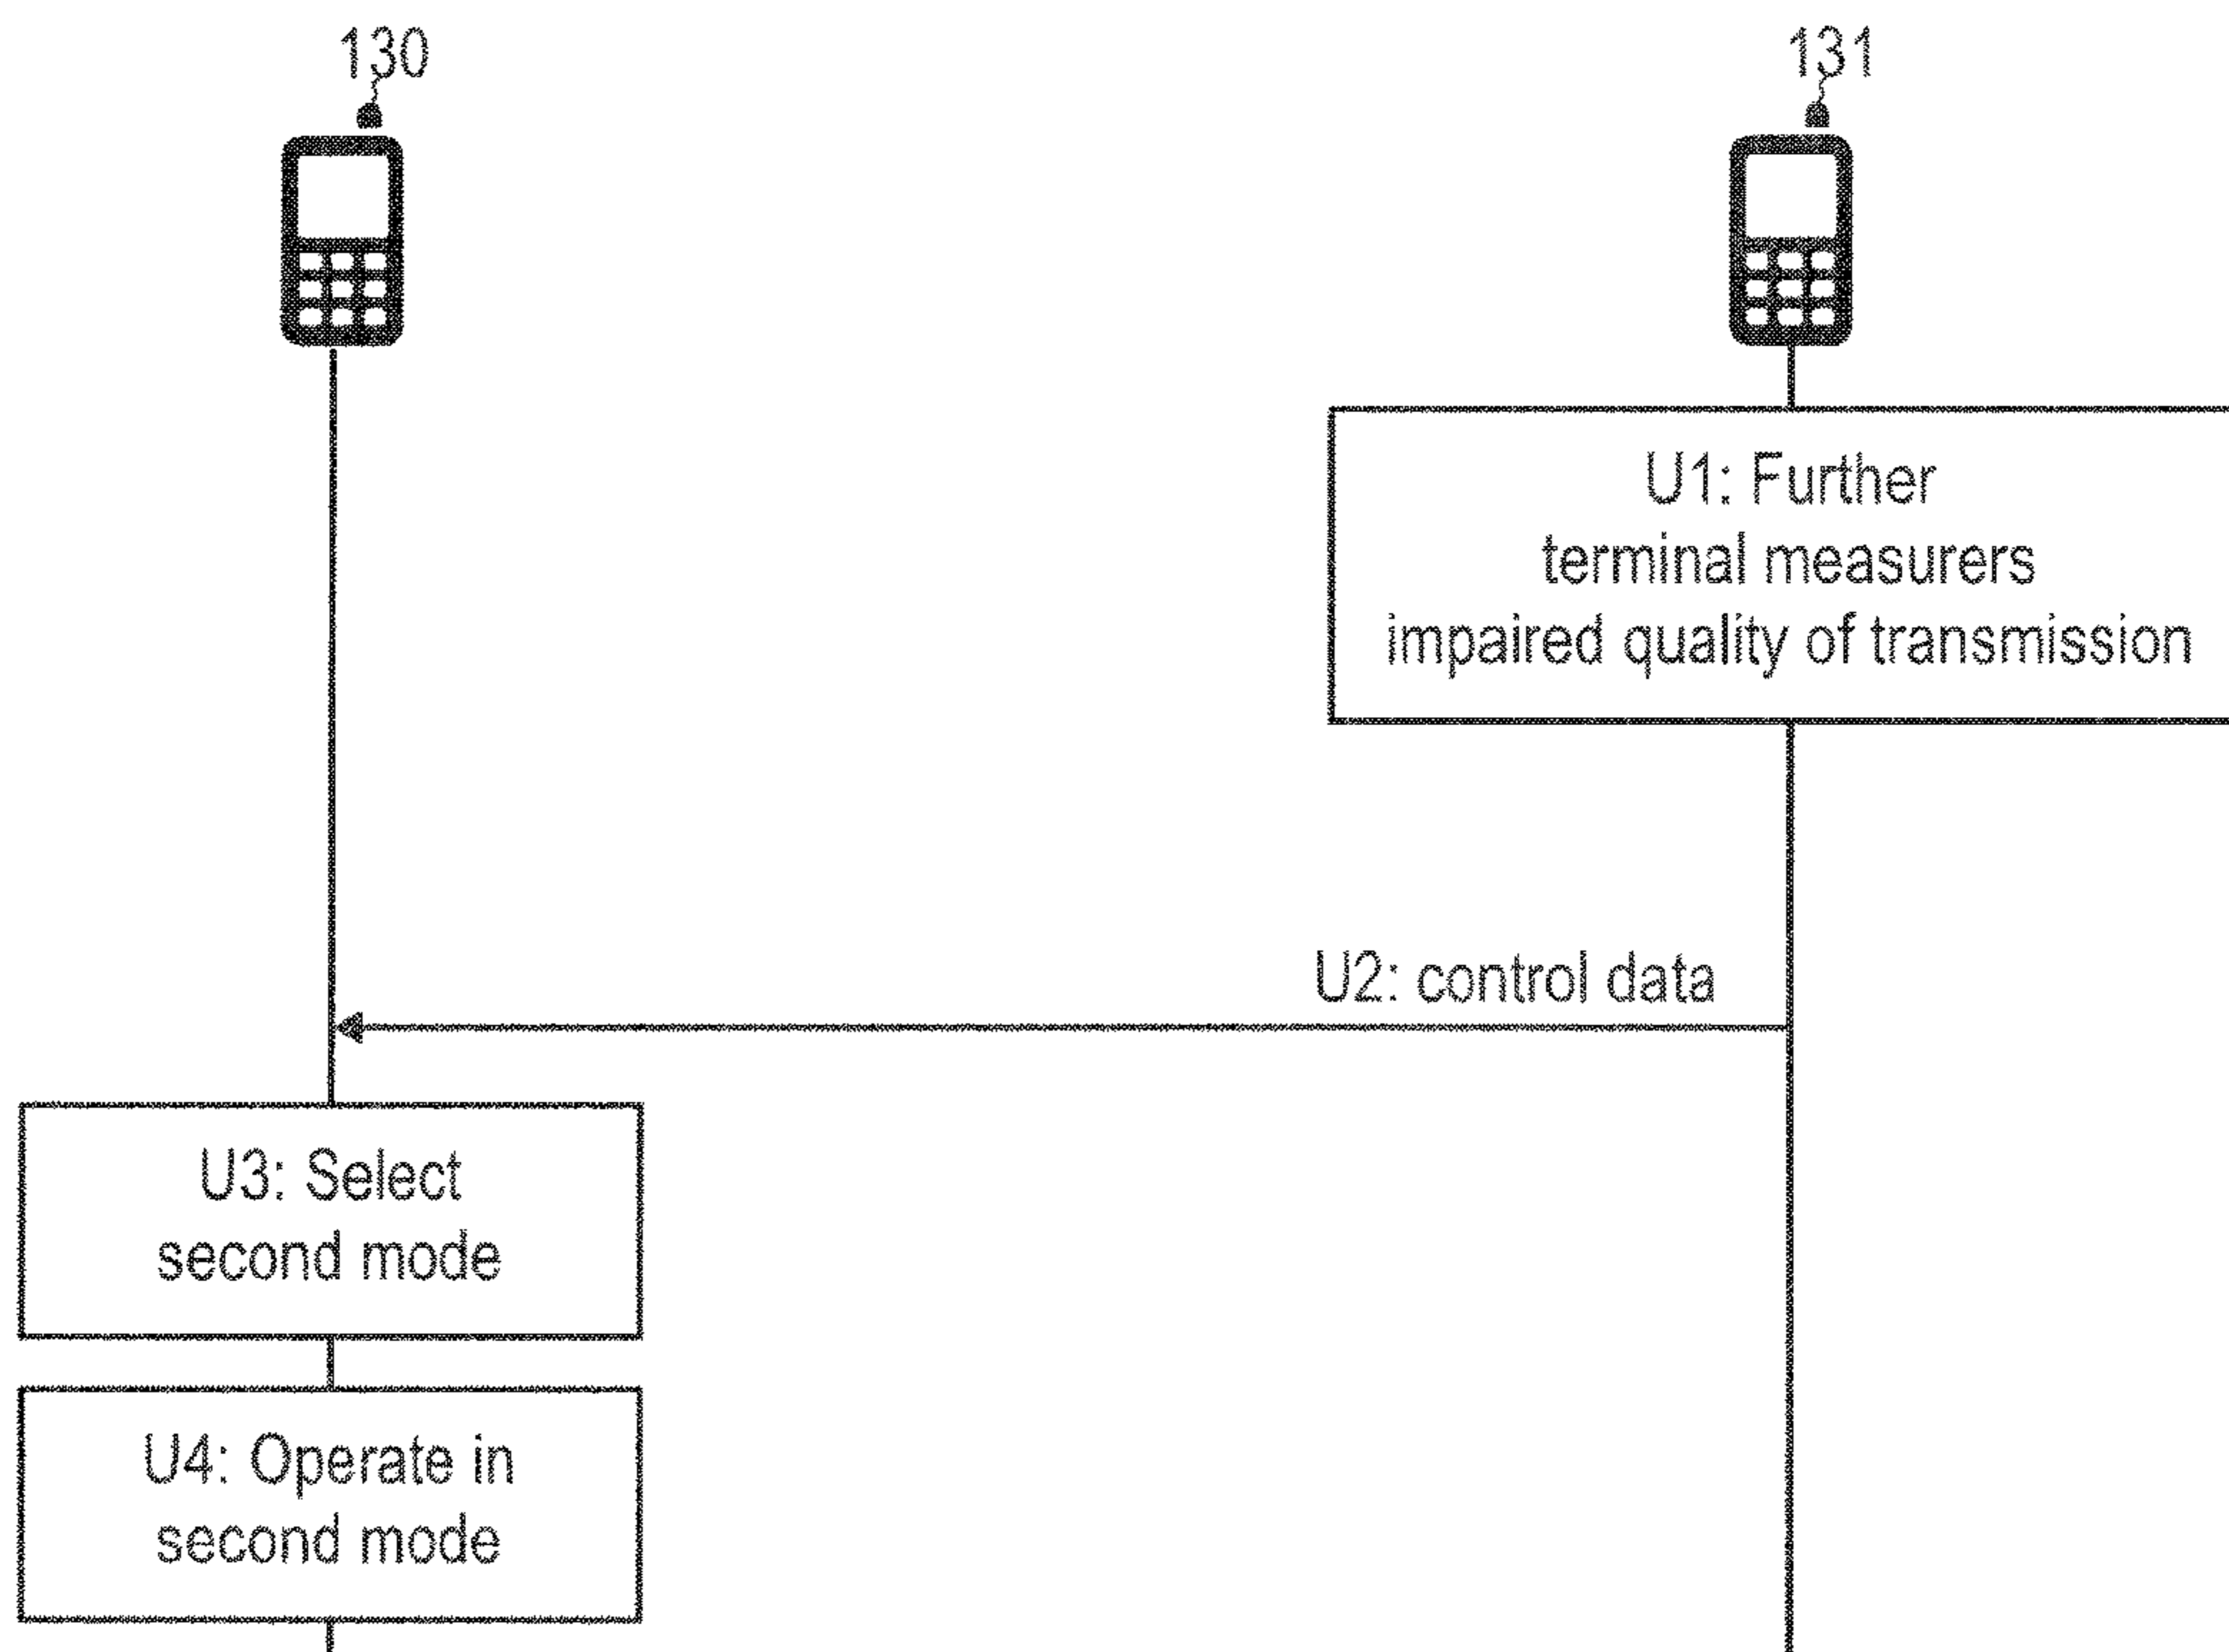 130
131
U1: Further
terminal measurers
impaired quality of transmission
U2: control data
U3: Select
second mode
U4: Operate in
second mode